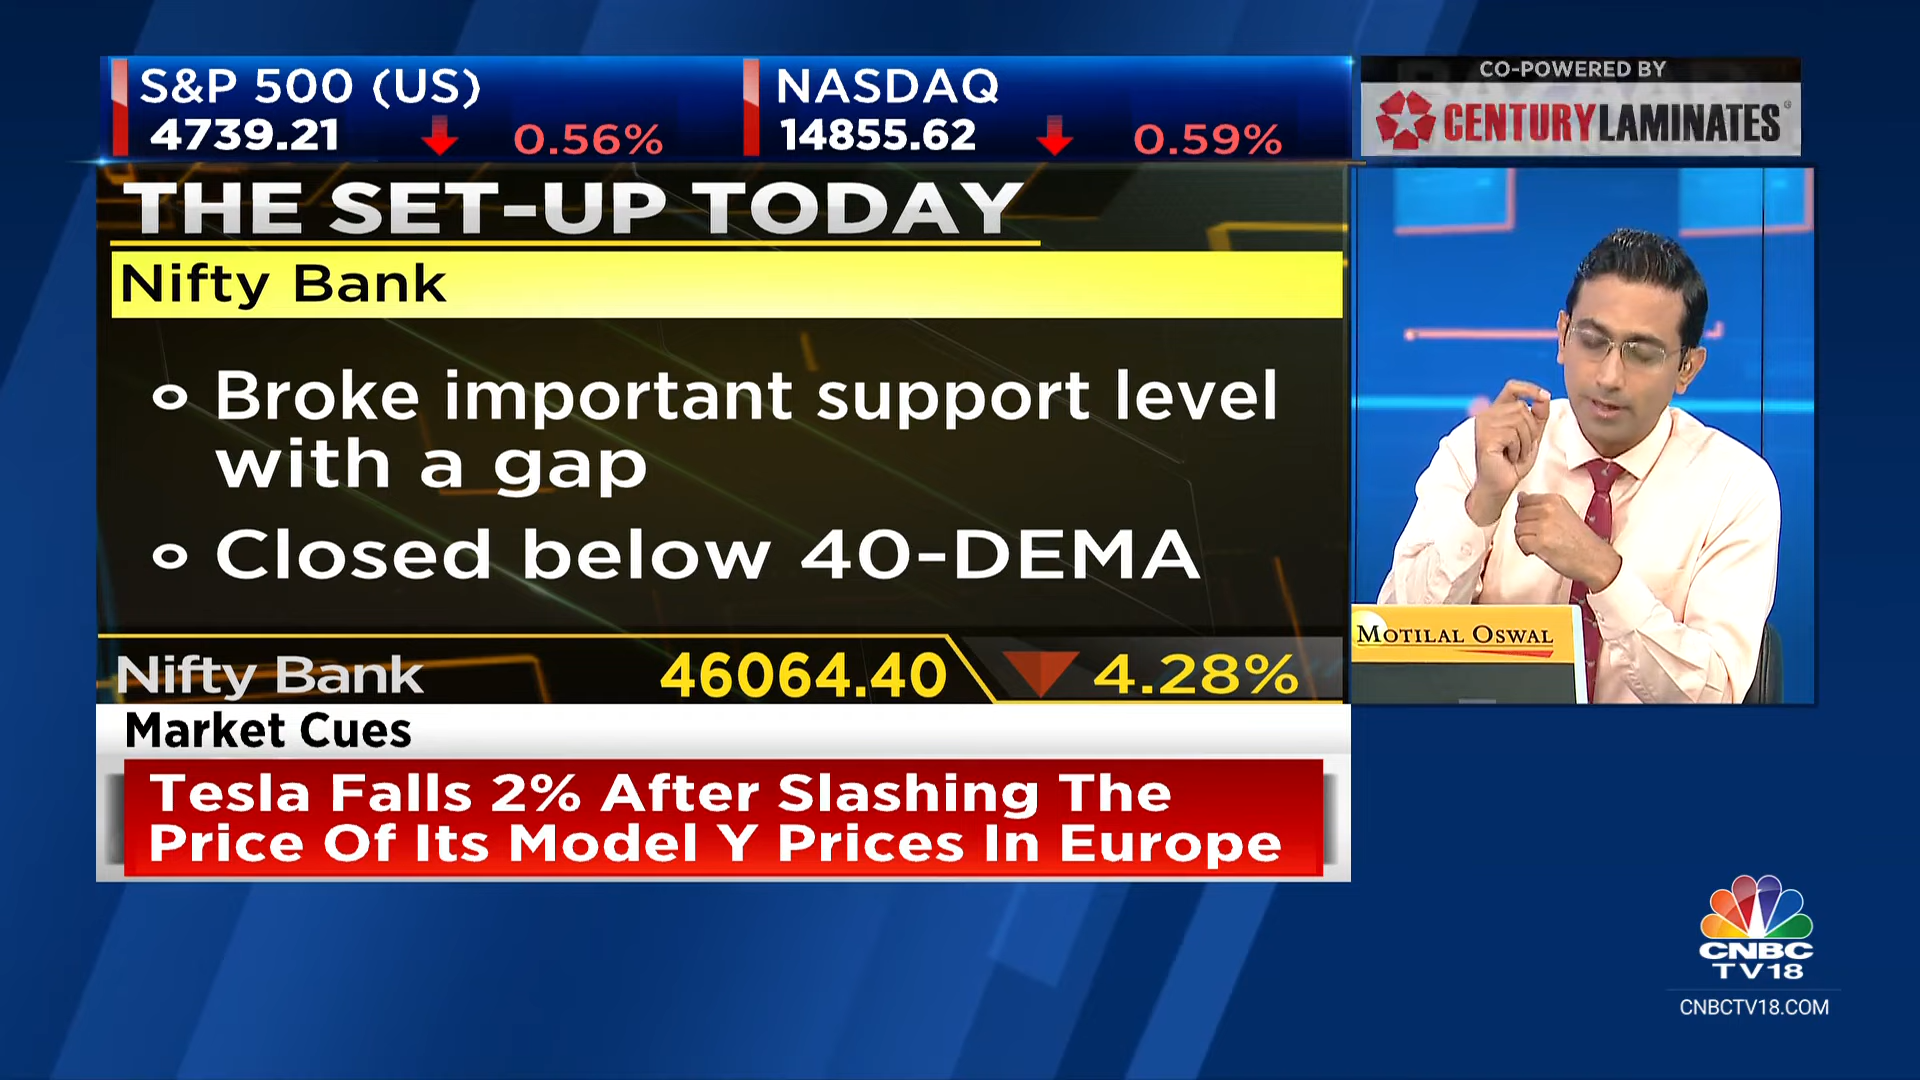 S&P 500 (US)
4739.21 0.56%
NASDAQ
14855.62 0.59%
CO-POWERED BY
CENTURYLAMINATES®
THE SET-UP TODAY
Nifty Bank
Broke important support level
with a gap
Closed below 40-DEMA
Nifty Bank 46064.40 4.28%
MOTILAL OSWAL
Market Cues
Tesla Falls 2% After Slashing The
Price Of Its Model Y Prices In Europe
CNBC
TV18
CNBCTV18.COM